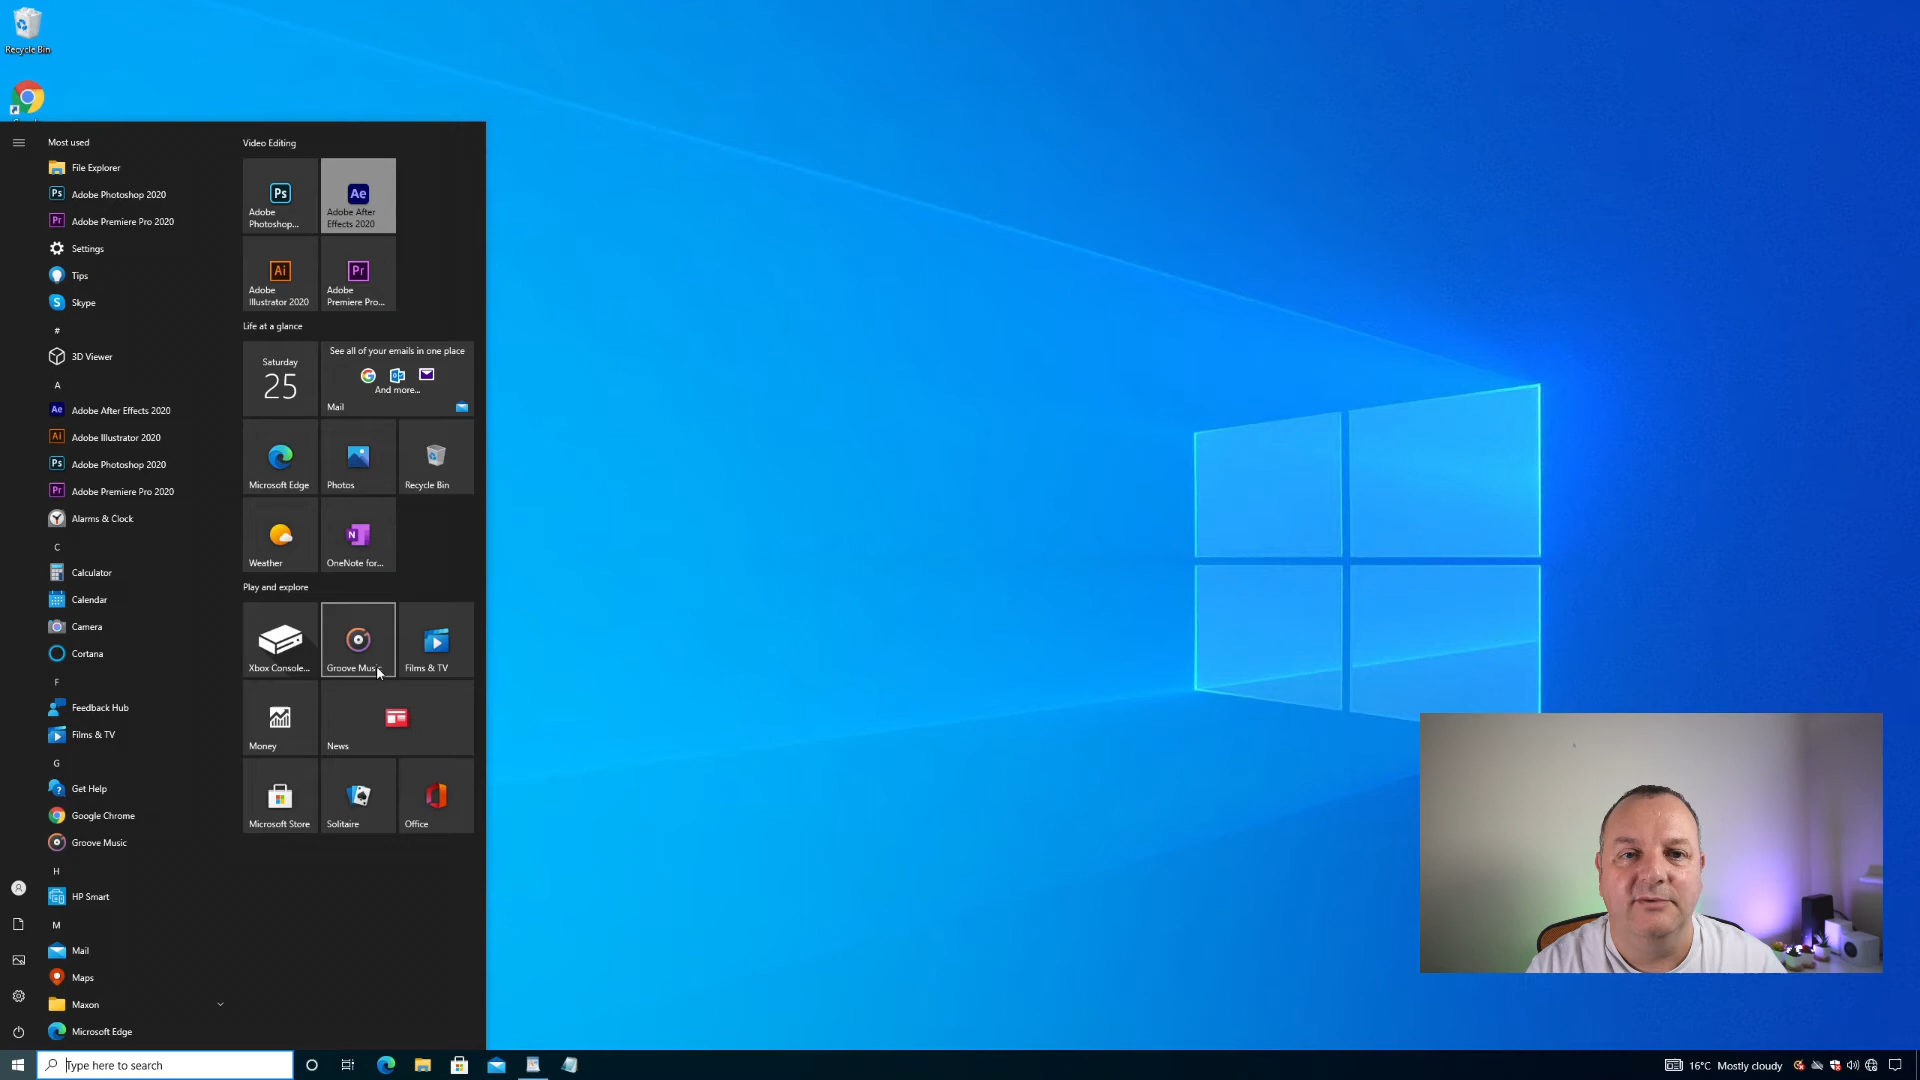 Recycle Bin
Most used
File Explorer
Ps Adobe Photoshop 2020
Pr Adobe Premiere Pro 2020
Settings
Tips
S Skype
#
3D Viewer
A
Ae Adobe After Effects 2020
Ai Adobe Illustrator 2020
Ps Adobe Photoshop 2020
Pr Adobe Premiere Pro 2020
Alarms & Clock
C
Calculator
Calendar
Camera
Cortana
F
Feedback Hub
Films & TV
G
Get Help
Google Chrome
Groove Music
H
HP Smart
M
Mail
Maps
Maxon
Microsoft Edge
Video Editing
Ps
Adobe
Photoshop...
Ae
Adobe After
Effects 2020
Ai
Adobe
Illustrator 2020
Pr
Adobe
Premiere Pro...
Life at a glance
Saturday
25
See all of your emails in one place
And more...
Mail
Microsoft Edge
Photos
Recycle Bin
Weather
N
OneNote for...
Play and explore
Xbox Console...
Groove Music
Films & TV
Money
News
Microsoft Store
Solitaire
Office
Type here to search
16°C Mostly cloudy